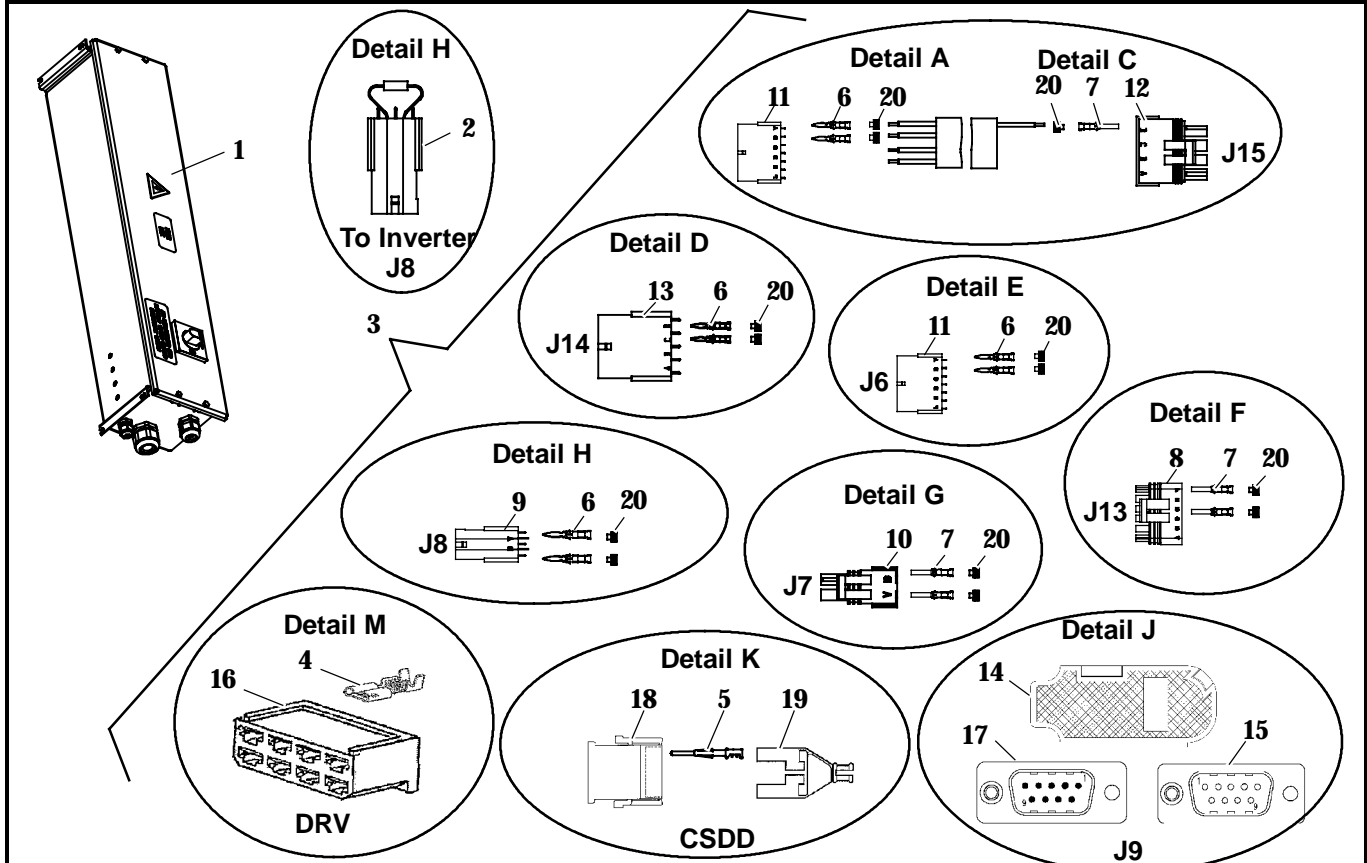 Detail H
2
To Inverter
J8
1
3
Detail A
Detail C
11
6
20
20
7
12
J15
Detail D
13
6
20
J14
Detail E
11
6
20
J6
Detail F
8
7
20
J13
Detail H
9
6
20
J8
Detail G
10
7
20
J7
Detail M
4
16
DRV
Detail K
18
5
19
CSDD
Detail J
14
17
15
J9